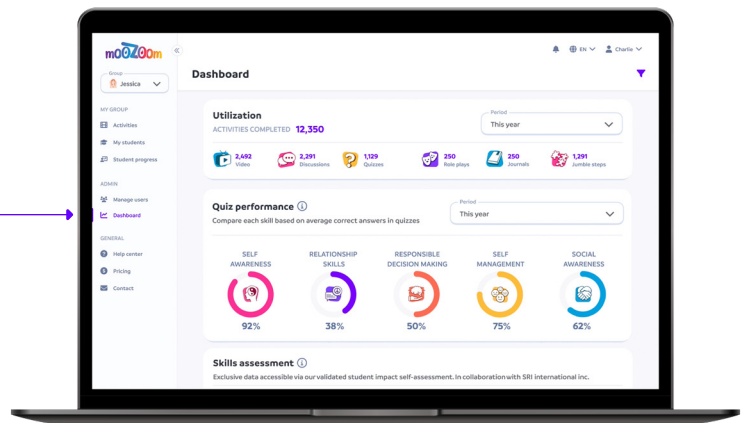 moozoom
EN
Charlie
Group
Jessica
Dashboard
MY GROUP
Activities
My students
Student progress
ADMIN
Manage users
Dashboard
GENERAL
Help center
Pricing
Contact
Utilization
ACTIVITIES COMPLETED 12,350
Period
This year
2,492
Video
2,291
Discussions
1,129
Quizzes
250
Role plays
250
Journals
1,291
Jumble steps
Quiz performance
Compare each skill based on average correct answers in quizzes
Period
This year
SELF
AWARENESS
92%
RELATIONSHIP
SKILLS
38%
RESPONSIBLE
DECISION MAKING
50%
SELF
MANAGEMENT
75%
SOCIAL
AWARENESS
62%
Skills assessment
Exclusive data accessible via our validated student impact self-assessment. In collaboration with SRI international inc.